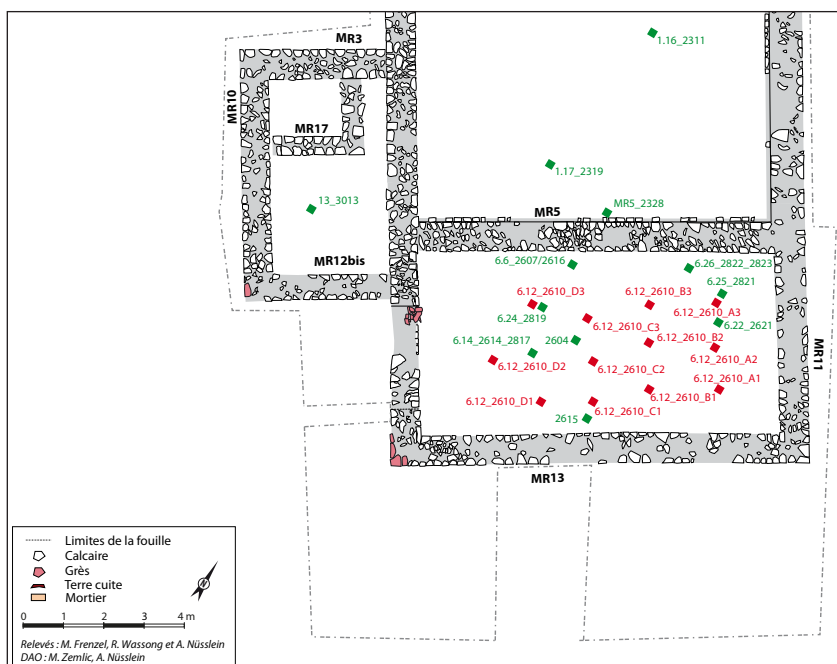 MR3
1.16_2311
MR10
MR17
1.17_2319
13_3013
MR5
MR5_2328
MR12bis
6.6_2607/2616
6.26_2822_2823
6.25_2821
6.12_2610_D3
6.12_2610_B3
6.12_2610_A3
6.24_2819
6.12_2610_C3
6.22_2621
6.14_2614_2817
2604
6.12_2610_B2
MR11
6.12_2610_D2
6.12_2610_C2
6.12_2610_A2
6.12_2610_A1
6.12_2610_D1
6.12_2610_B1
6.12_2610_C1
2615
MR13
Limites de la fouille
Calcaire
Grès
Terre cuite
Mortier
N
0 1 2 3 4 m
Relevés : M. Frenzel, R. Wassong et A. Nüsslein
DAO : M. Zemlic, A. Nüsslein